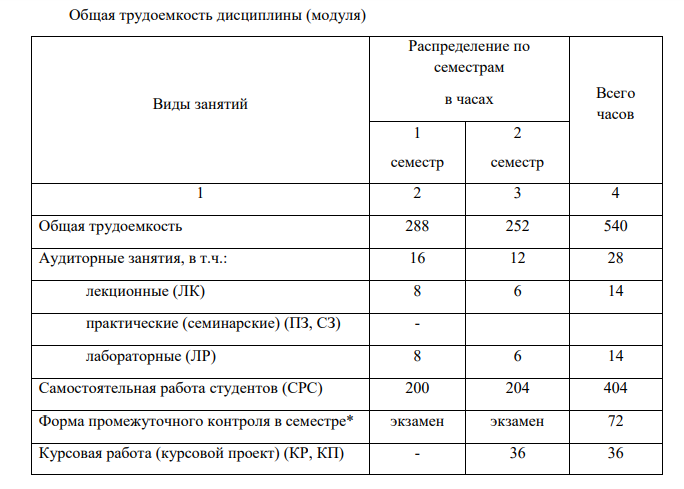 Общая трудоемкость дисциплины (модуля)
Виды занятий
Распределение по
семестрам
в часах
Всего
часов
1
семестр
2
семестр
1 2 3 4
Общая трудоемкость 288 252 540
Аудиторные занятия, в т.ч.: 16 12 28
лекционные (ЛК) 8 6 14
практические (семинарские) (ПЗ, СЗ) -
лабораторные (ЛР) 8 6 14
Самостоятельная работа студентов (СРС) 200 204 404
Форма промежуточного контроля в семестре* экзамен экзамен 72
Курсовая работа (курсовой проект) (КР, КП) - 36 36